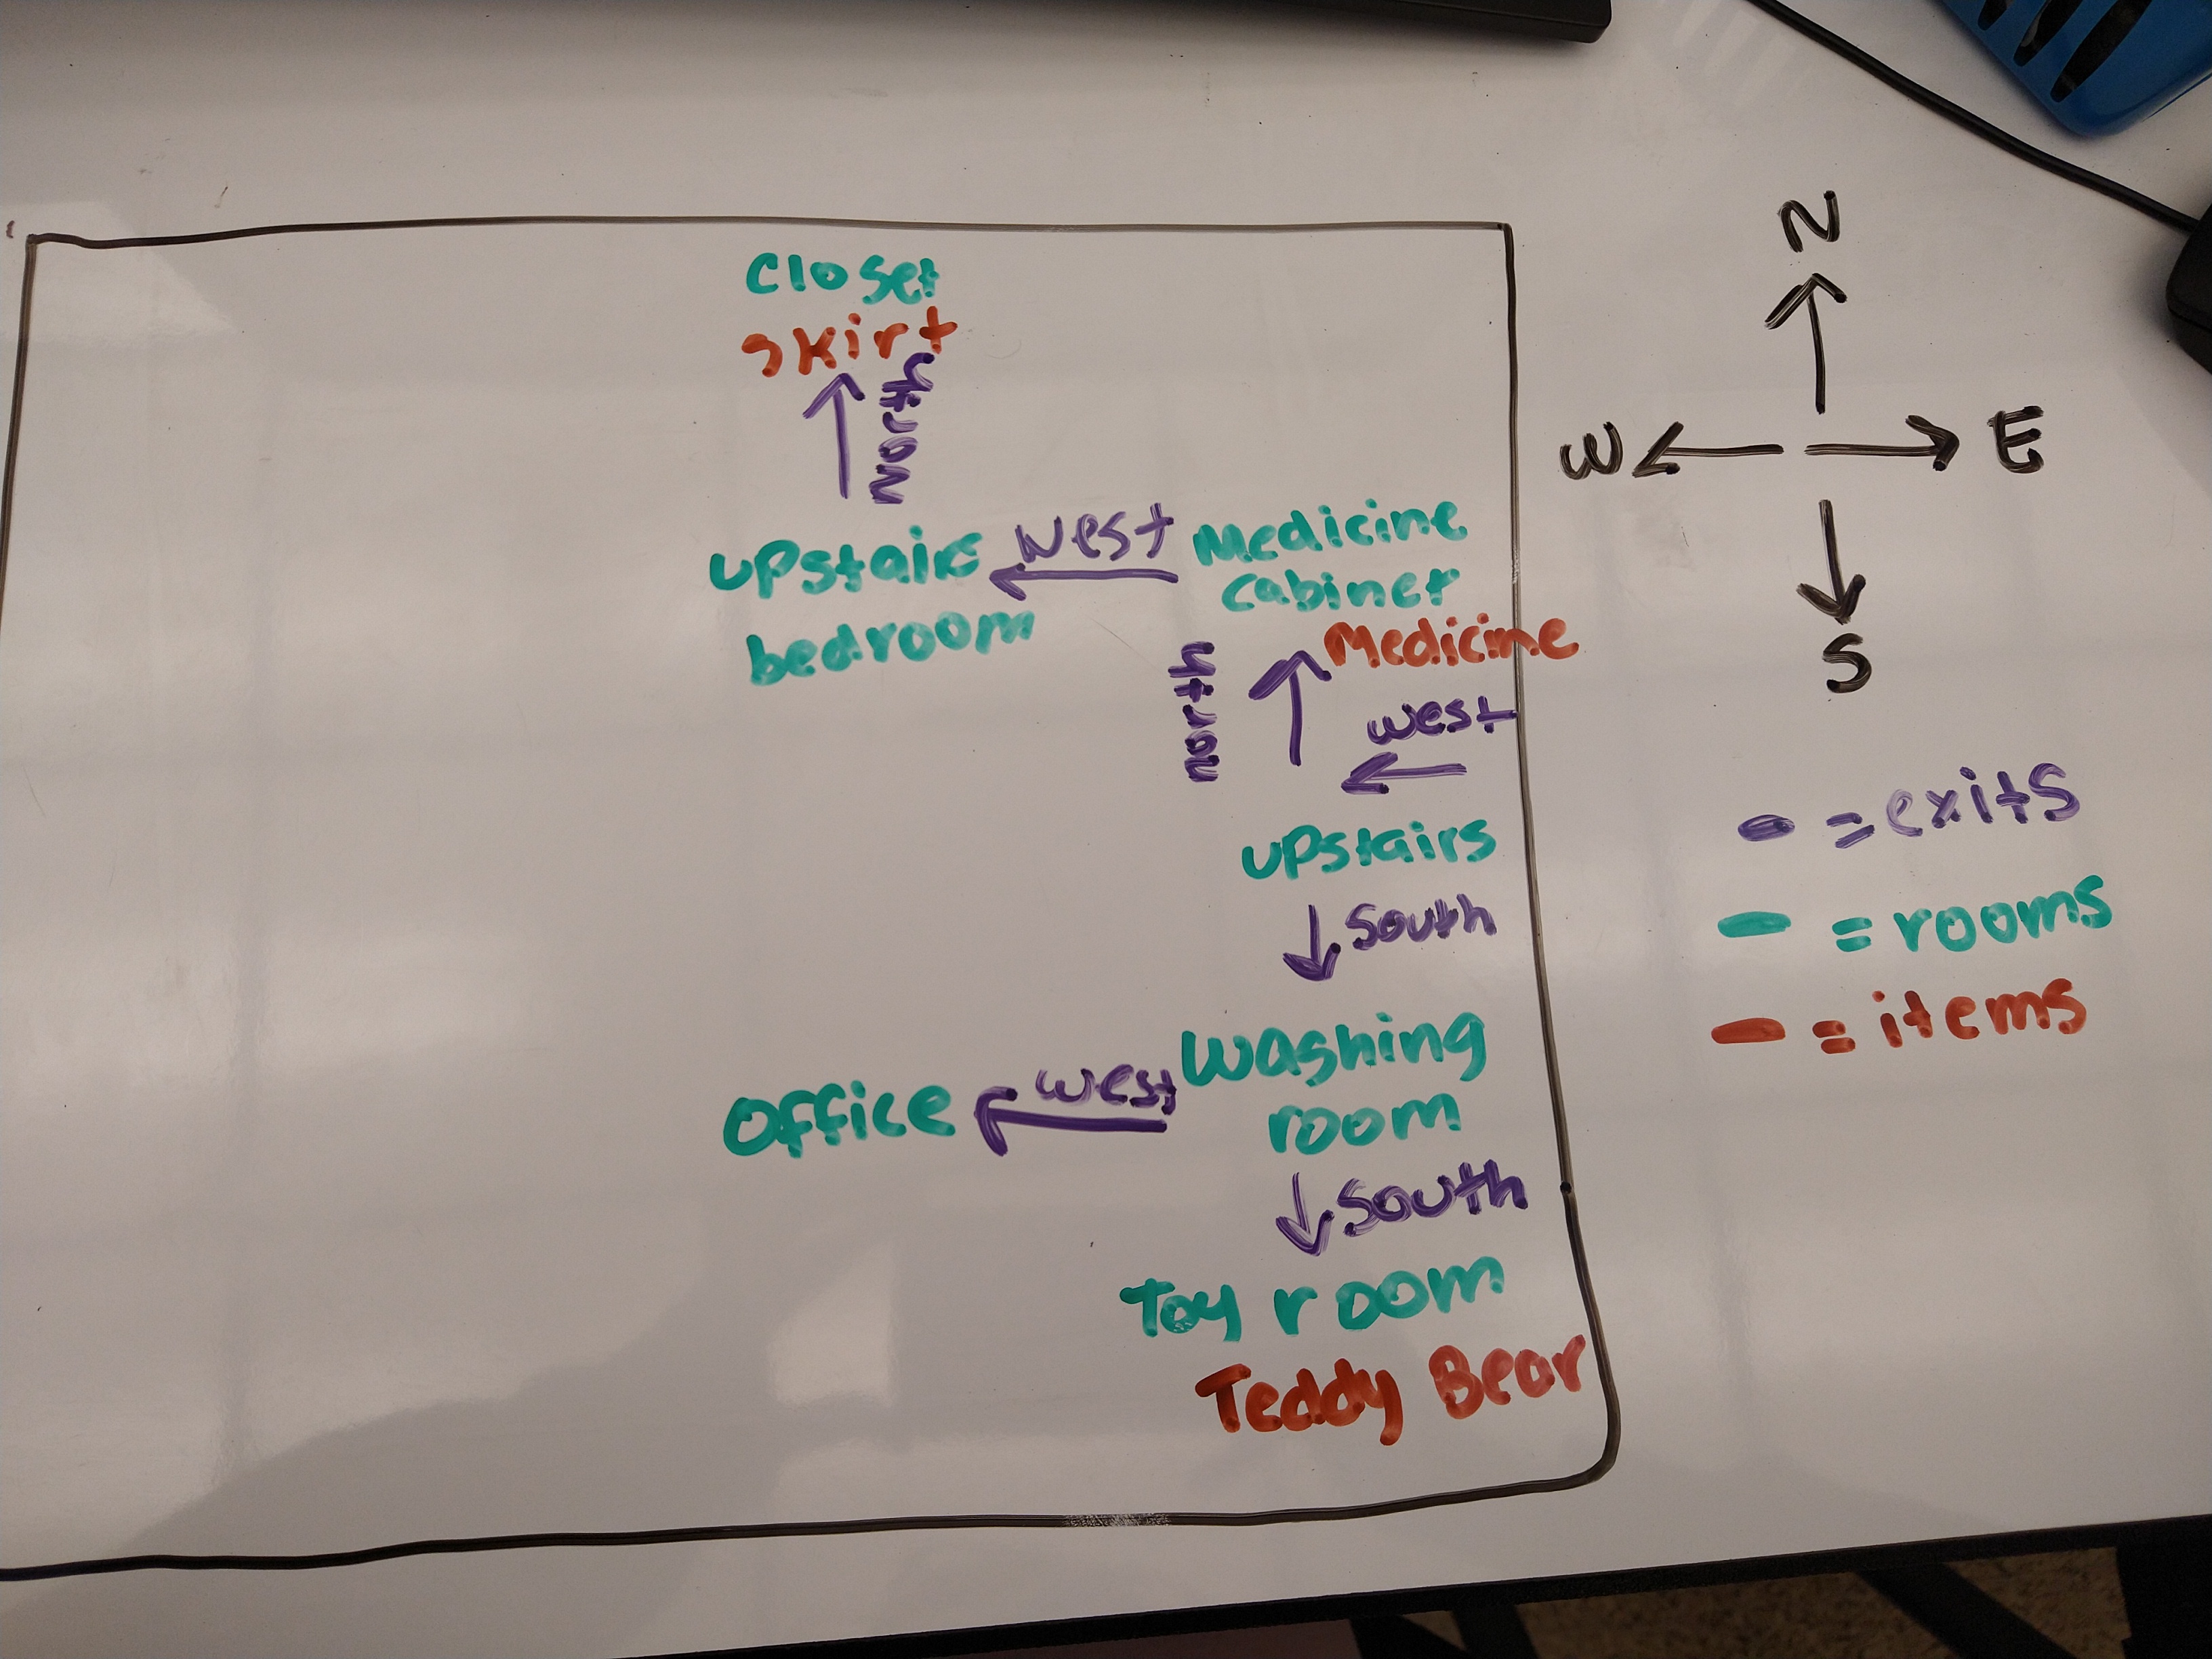 Closet
skirt
North
upstairs
bedroom
west
Medicine
cabinet
Medicine
north
west
upstairs
south
washing
room
west
office
south
Toy room
Teddy Bear
N
W
E
S
= exits
= rooms
= items